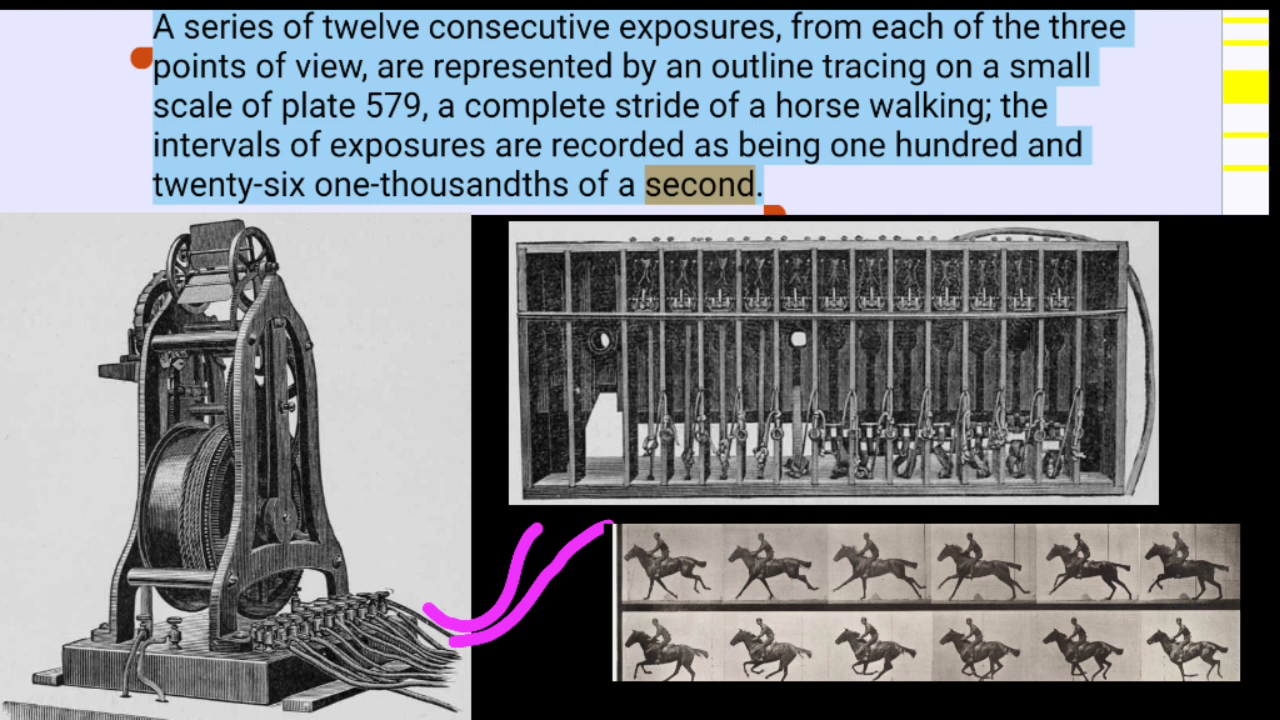 A series of twelve consecutive exposures, from each of the three
points of view, are represented by an outline tracing on a small
scale of plate 579, a complete stride of a horse walking; the
intervals of exposures are recorded as being one hundred and
twenty-six one-thousandths of a second.